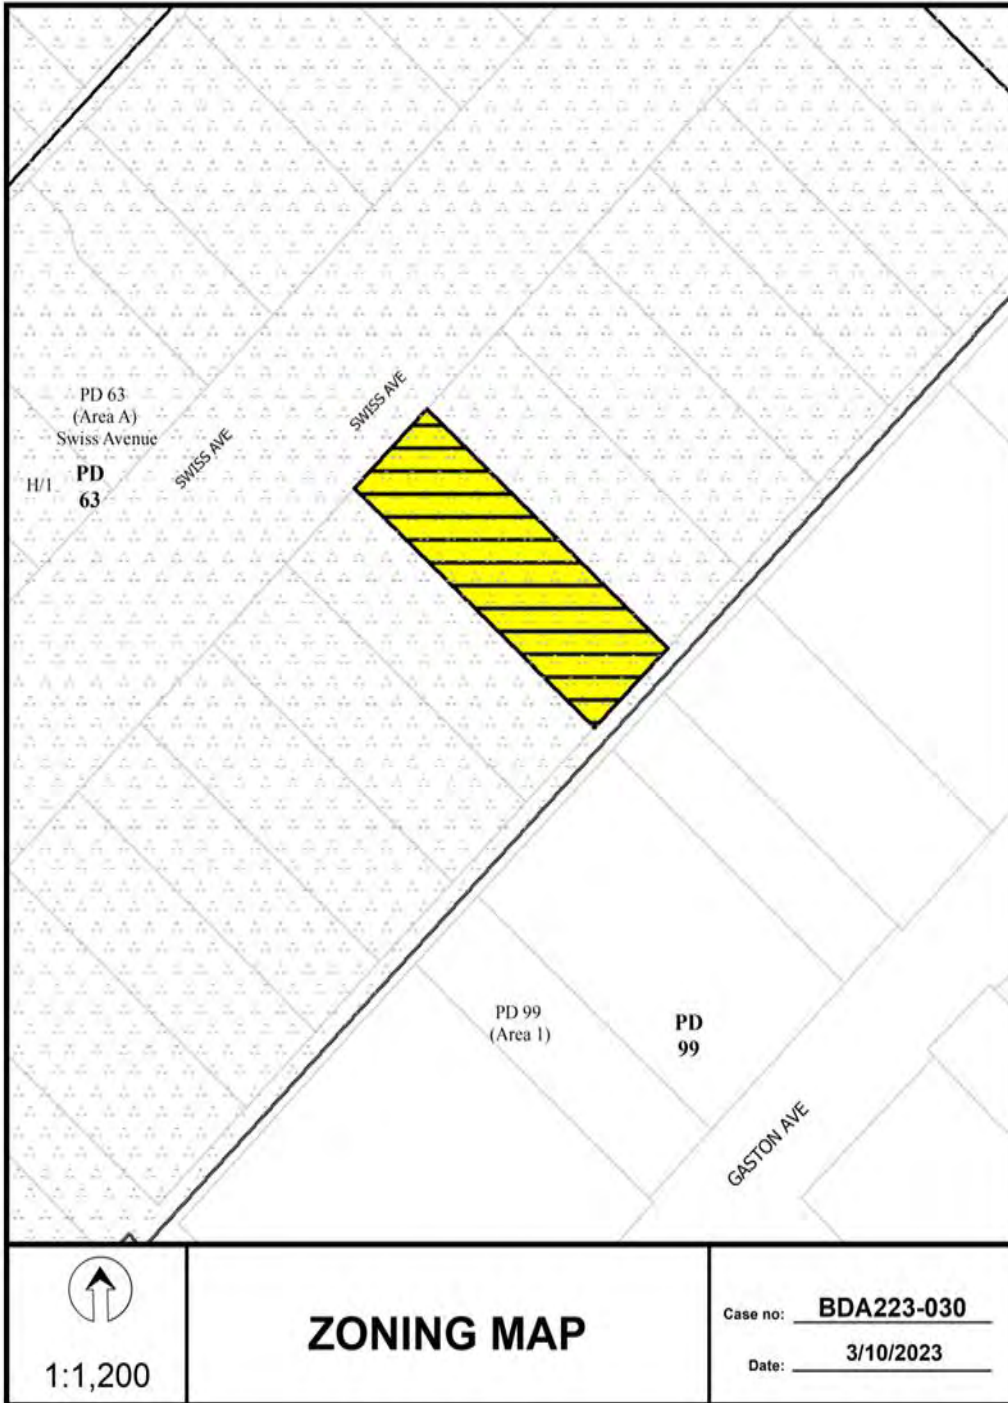 SWISS AVE
PD 63
(Area A)
Swiss Avenue
SWISS AVE
H/1
PD
63
PD 99
(Area 1)
PD
99
GASTON AVE
1:1,200
ZONING MAP
Case no: BDA223-030
Date: 3/10/2023